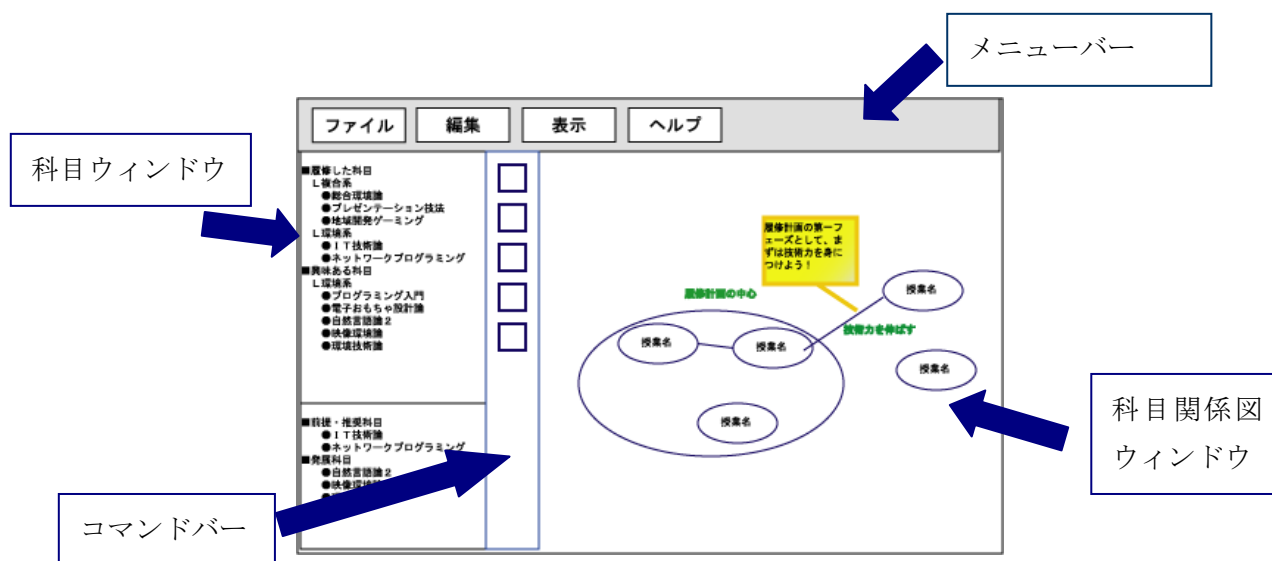 メニューバー
ファイル
編集
表示
ヘルプ
科目ウィンドウ
■履修した科目
L複合系
●総合環境論
●プレゼンテーション技法
●地域開発ゲーミング
L環境系
●IT技術論
●ネットワークプログラミング
■興味ある科目
L環境系
●プログラミング入門
●電子おもちゃ設計論
●自然言語論2
●映像環境論
●環境技術論
履修計画の第一フ
ェーズとして、ま
ずは技術力を身に
つけよう!
授業名
履修計画の中心
技術力を伸ばす
授業名
授業名
授業名
授業名
科目関係図
ウィンドウ
■前提・推奨科目
●IT技術論
●ネットワークプログラミング
■発展科目
●自然言語論2
●映像環境
コマンドバー